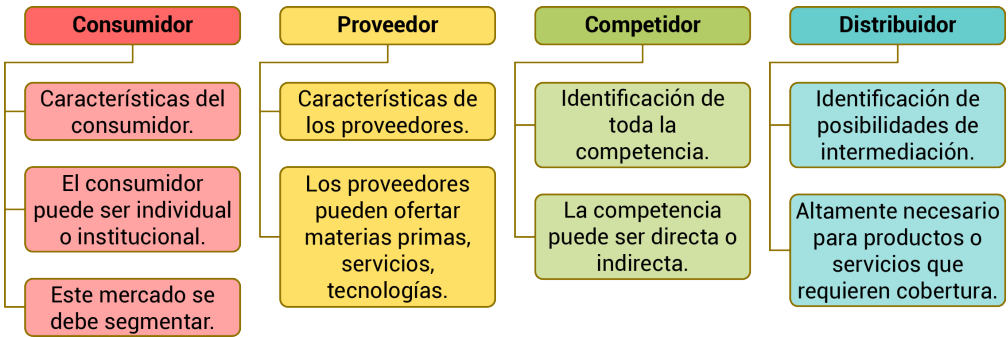 Consumidor
Características del
consumidor.
El consumidor
puede ser individual
o institucional.
Este mercado se
debe segmentar.
Proveedor
Características de
los proveedores.
Los proveedores
pueden ofertar
materias primas,
servicios,
tecnologías.
Competidor
Identificación de
toda la
competencia.
La competencia
puede ser directa o
indirecta.
Distribuidor
Identificación de
posibilidades de
intermediación.
Altamente necesario
para productos o
servicios que
requieren cobertura.